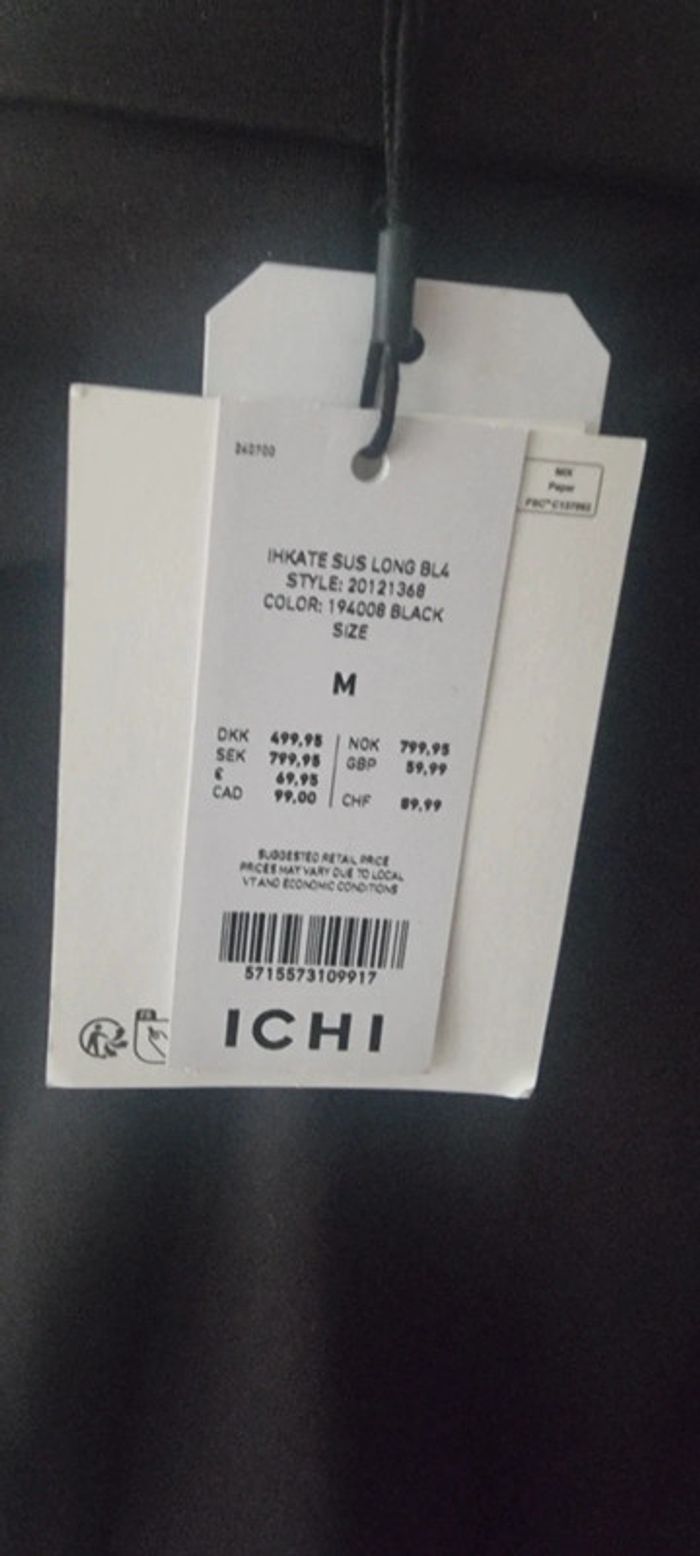 MIX
Paper
IHKATE SUS LONG BL4
STYLE: 20121368
COLOR: 194008 BLACK
SIZE
M
DKK 499,95 NOK 799,95
SEK 799,95 GBP 59,99
€ 69,95
CAD 99,00 CHF 89,99
SUGGESTED RETAIL PRICE
PRICES MAY VARY DUE TO LOCAL
VT AND ECONOMIC CONDITIONS
5715573109917
ICHI